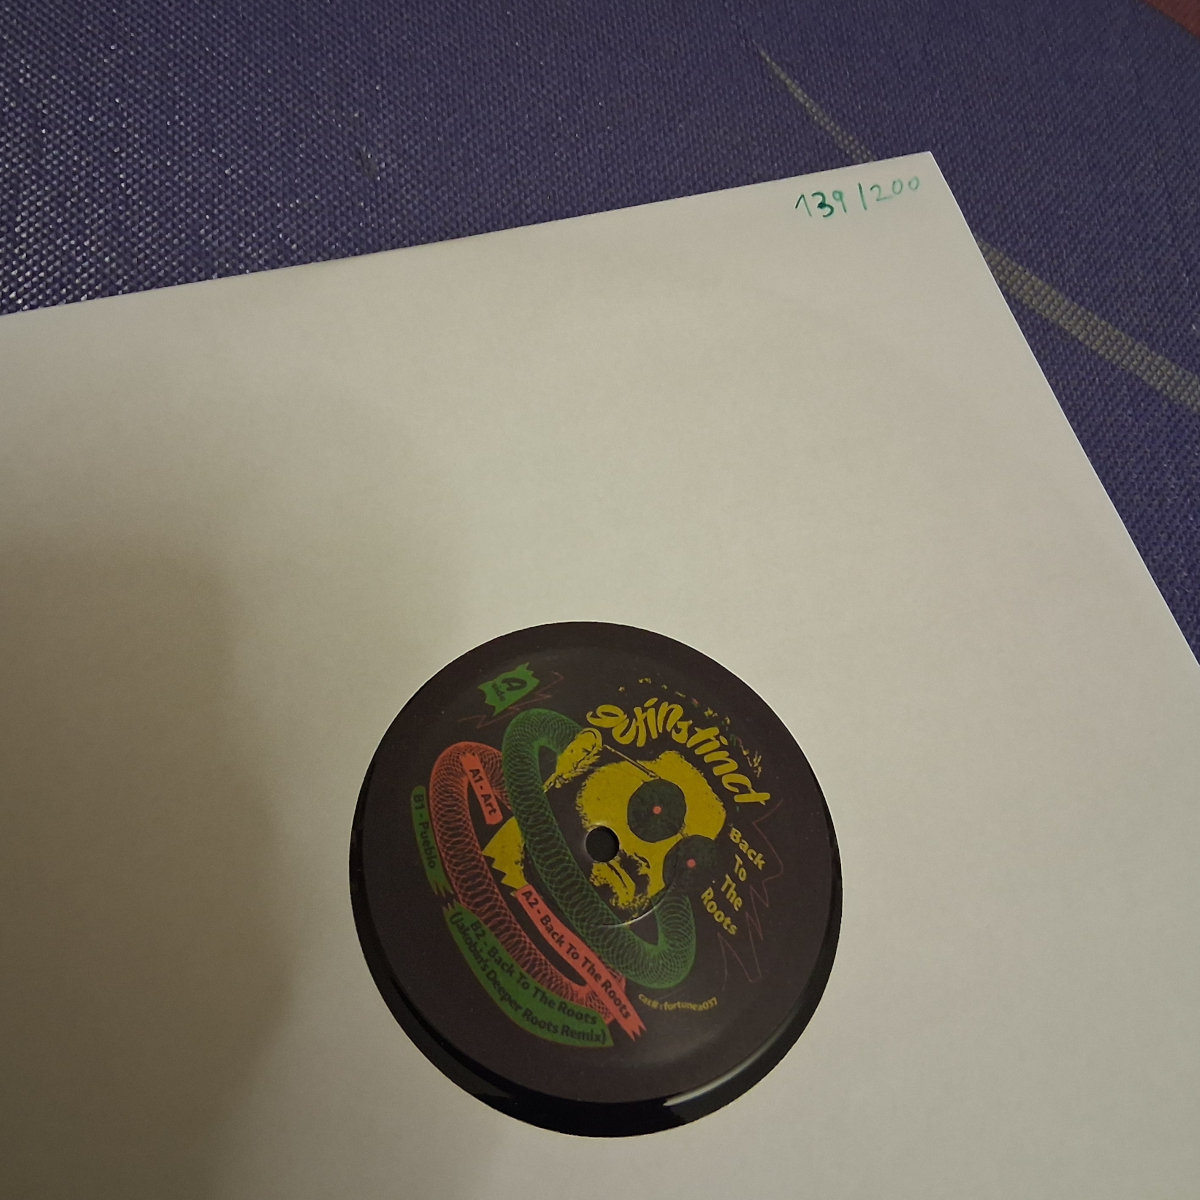 139/200
gutinstinct
Back
To The
Roots
A1 - Art
A2 - Back To The Roots
B1 - Pueblo
B2 - Back To The Roots
(Jakobin's Deeper Roots Remix)
cat#:fortunea037